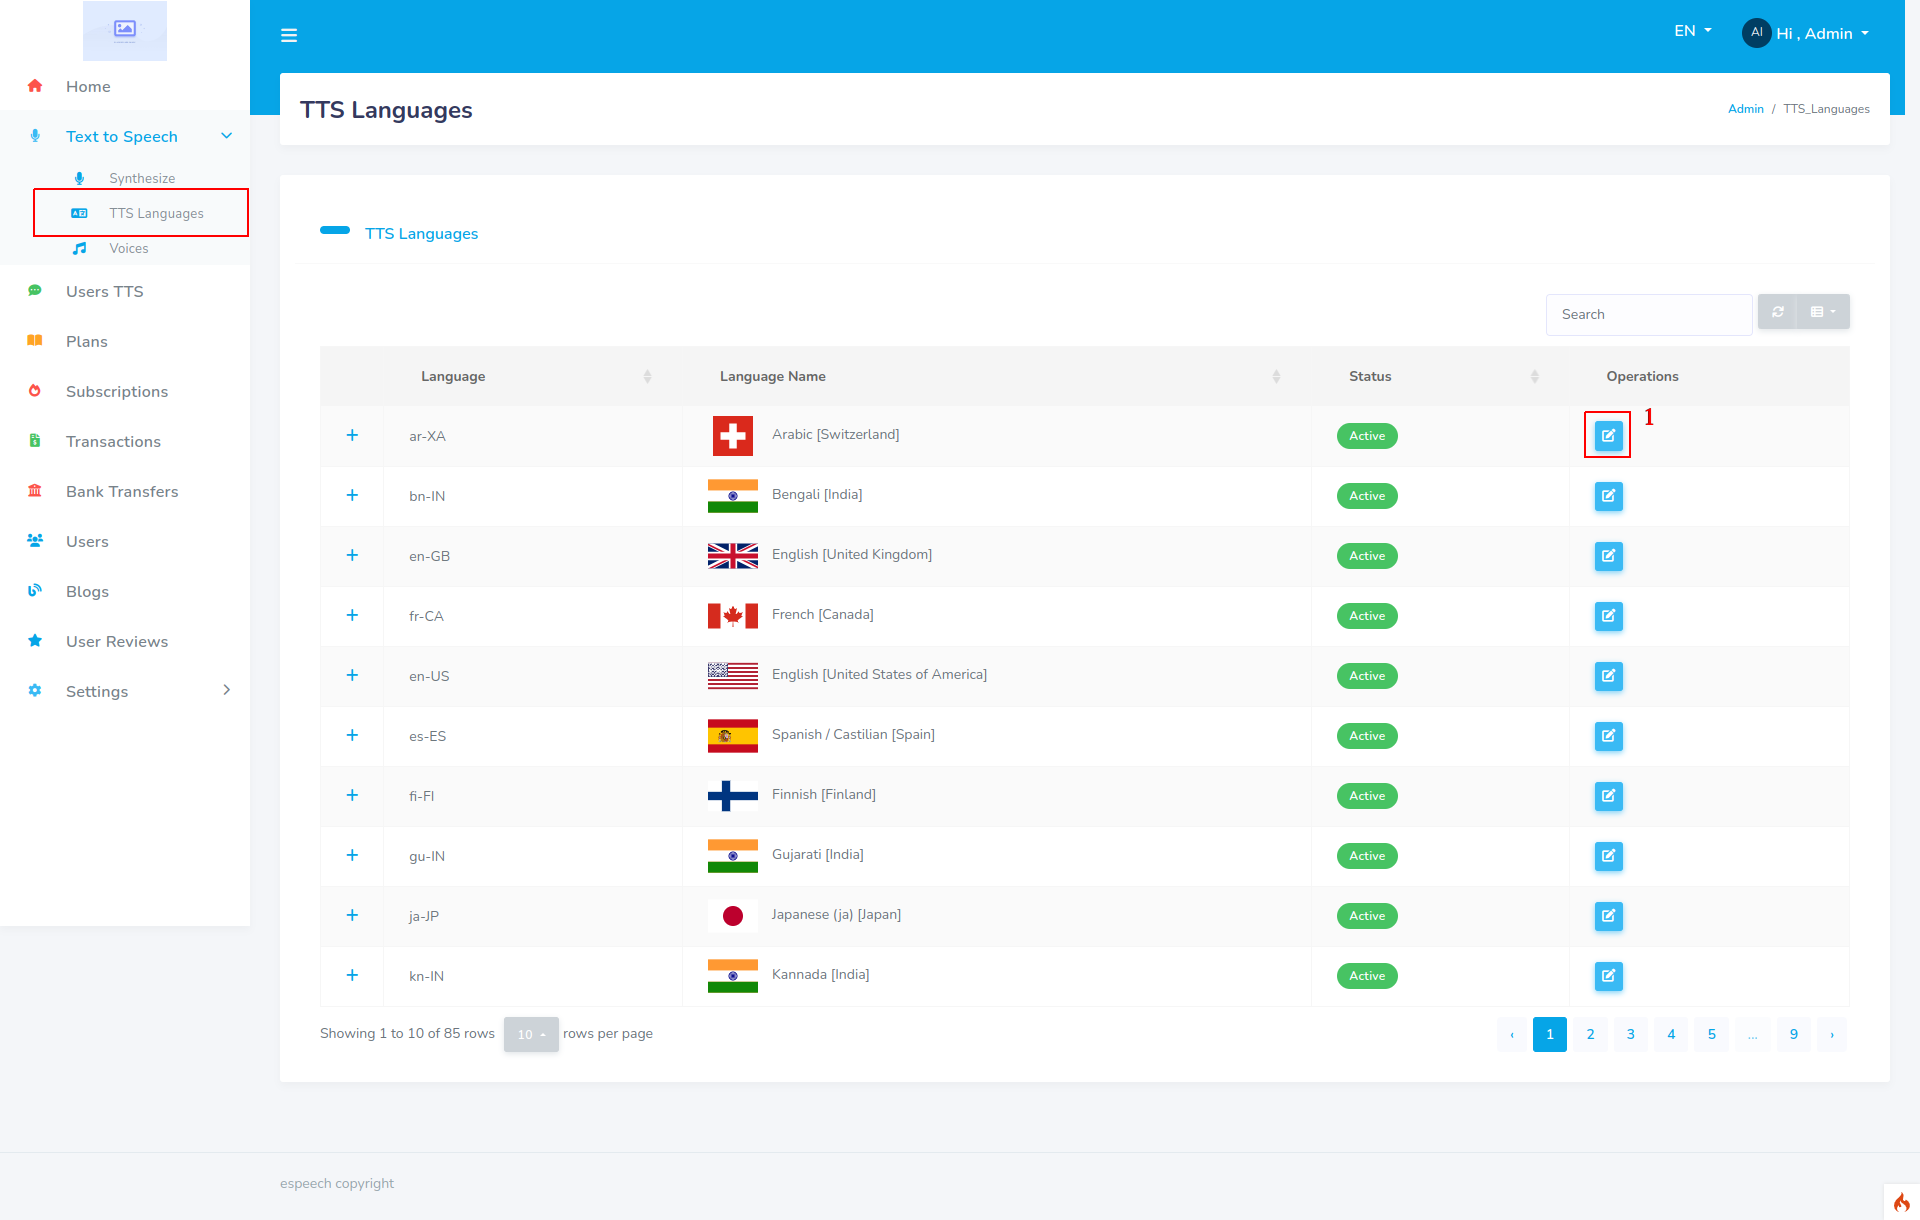 EN
AI Hi , Admin
Home
Text to Speech
Synthesize
TTS Languages
Voices
Users TTS
Plans
Subscriptions
Transactions
Bank Transfers
Users
Blogs
User Reviews
Settings
TTS Languages
Admin / TTS_Languages
TTS Languages
Search
Language Language Name Status Operations
+ ar-XA Arabic [Switzerland] Active 1
+ bn-IN Bengali [India] Active
+ en-GB English [United Kingdom] Active
+ fr-CA French [Canada] Active
+ en-US English [United States of America] Active
+ es-ES Spanish / Castilian [Spain] Active
+ fi-FI Finnish [Finland] Active
+ gu-IN Gujarati [India] Active
+ ja-JP Japanese (ja) [Japan] Active
+ kn-IN Kannada [India] Active
Showing 1 to 10 of 85 rows 10 rows per page
‹ 1 2 3 4 5 ... 9 ›
espeech copyright